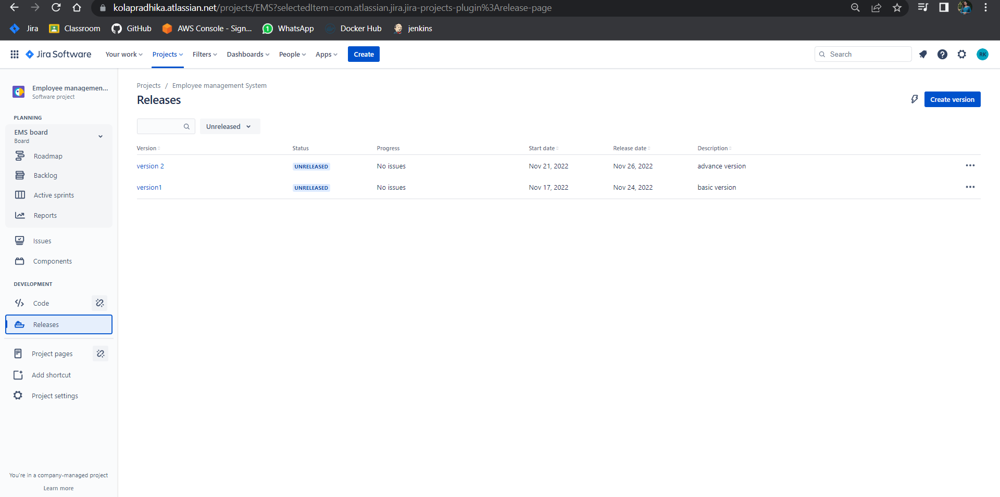 kolapradhika.atlassian.net/projects/EMS?selectedItem=com.atlassian.jira.jira-projects-plugin%3Arelease-page
Jira Classroom GitHub AWS Console - Sign... 1 WhatsApp Docker Hub jenkins
Jira Software Your work Projects Filters Dashboards People Apps Create Search RK
Employee managemen...
Software project
PLANNING
EMS board
Board
Roadmap
Backlog
Active sprints
Reports
Issues
Components
DEVELOPMENT
Code
Releases
Project pages
Add shortcut
Project settings
You're in a company-managed project
Learn more
Projects / Employee management System
Releases
Create version
Unreleased
Version Status Progress Start date Release date Description
version 2 UNRELEASED No issues Nov 21, 2022 Nov 26, 2022 advance version
version1 UNRELEASED No issues Nov 17, 2022 Nov 24, 2022 basic version